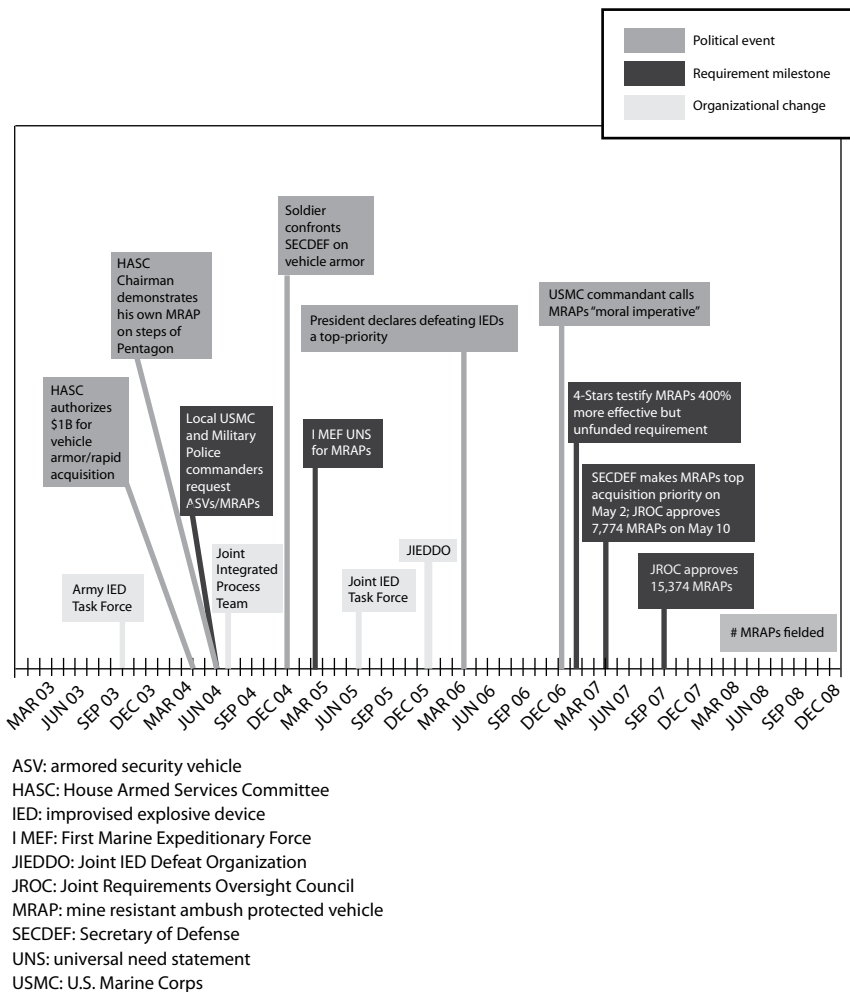 Political event
Requirement milestone
Organizational change
Soldier
confronts
SECDEF on
vehicle armor
HASC
Chairman
demonstrates
his own MRAP
on steps of
Pentagon
USMC commandant calls
MRAPs “moral imperative”
President declares defeating IEDs
a top-priority
HASC
authorizes
$1B for
vehicle
armor/rapid
acquisition
Local USMC
and Military
Police
commanders
request
ASVs/MRAPs
I MEF UNS
for MRAPs
4-Stars testify MRAPs 400%
more effective but
unfunded requirement
SECDEF makes MRAPs top
acquisition priority on
May 2; JROC approves
7,774 MRAPs on May 10
Joint
Integrated
Process
Team
JIEDDO
Army IED
Task Force
Joint IED
Task Force
JROC approves
15,374 MRAPs
# MRAPs fielded
MAR 03
JUN 03
SEP 03
DEC 03
MAR 04
JUN 04
SEP 04
DEC 04
MAR 05
JUN 05
SEP 05
DEC 05
MAR 06
JUN 06
SEP 06
DEC 06
MAR 07
JUN 07
SEP 07
DEC 07
MAR 08
JUN 08
SEP 08
DEC 08
ASV: armored security vehicle
HASC: House Armed Services Committee
IED: improvised explosive device
I MEF: First Marine Expeditionary Force
JIEDDO: Joint IED Defeat Organization
JROC: Joint Requirements Oversight Council
MRAP: mine resistant ambush protected vehicle
SECDEF: Secretary of Defense
UNS: universal need statement
USMC: U.S. Marine Corps